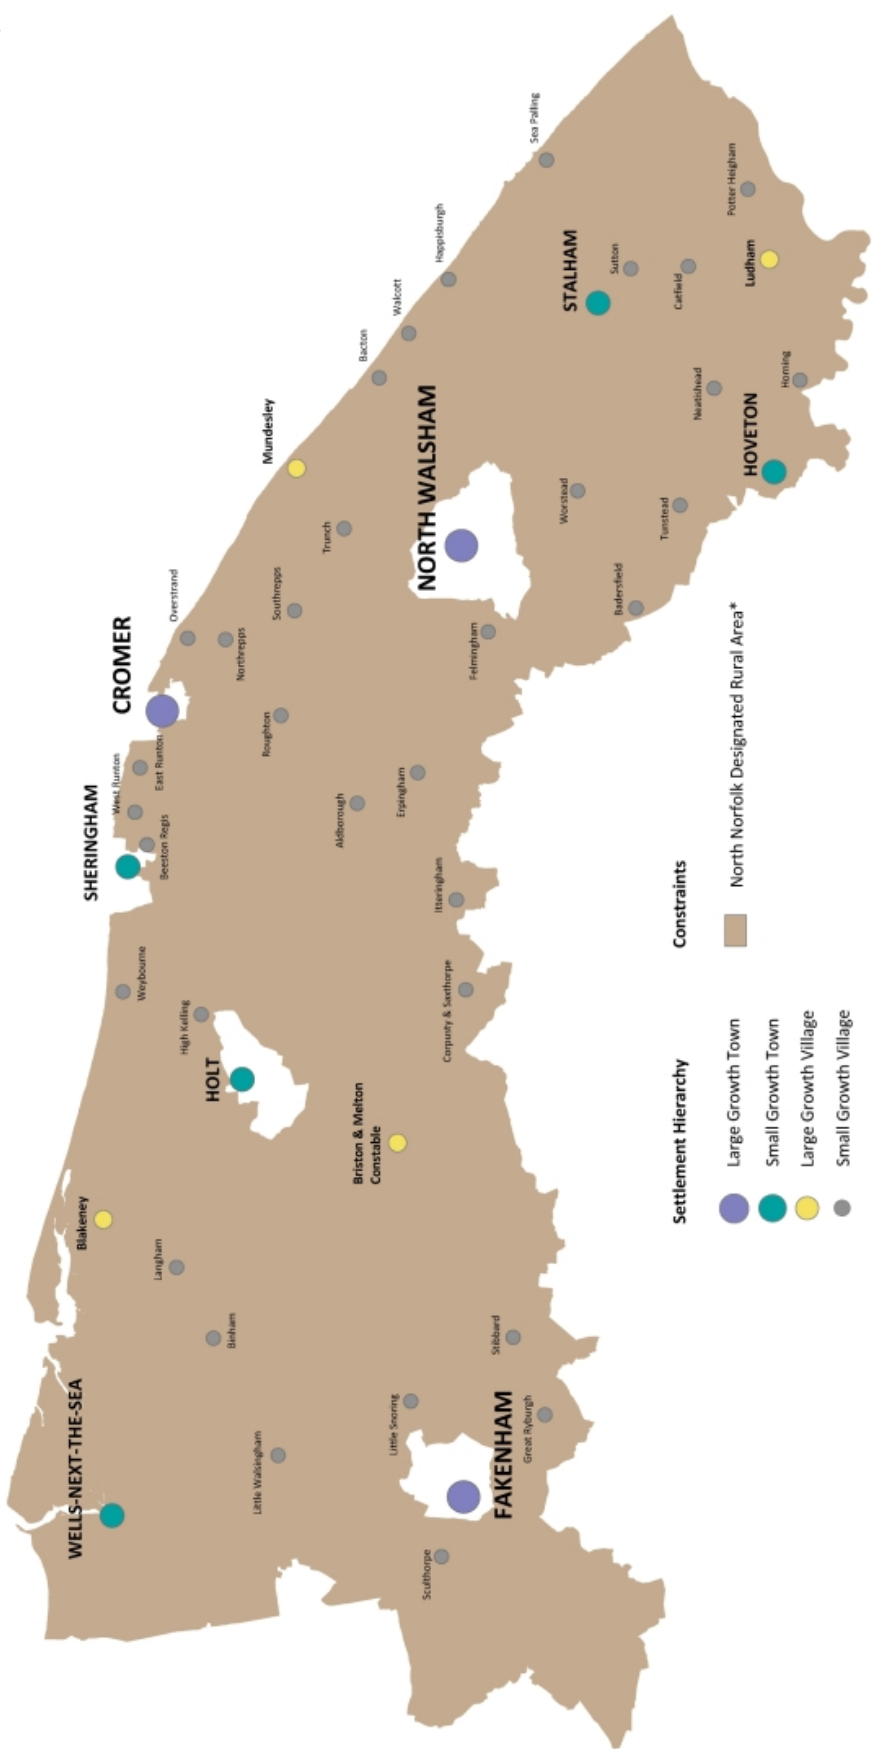 WELLS-NEXT-THE-SEA
Blakeney
Langham
Binham
Little Walsingham
Sculthorpe
FAKENHAM
Little Snoring
Great Ryburgh
Stibbard
Briston & Melton
Constable
HOLT
High Kelling
Weybourne
SHERINGHAM
Beeston Regis
West Runton
East Runton
CROMER
Overstrand
Northrepps
Southrepps
Roughton
Aldborough
Erpingham
Itteringham
Corpusty & Saxthorpe
Trunch
Mundesley
Bacton
Walcott
Happisburgh
Sea Palling
NORTH WALSHAM
Felmingham
Worstead
Badersfield
Tunstead
HOVETON
Neatishead
Horning
STALHAM
Sutton
Catfield
Ludham
Potter Heigham
Settlement Hierarchy
Large Growth Town
Small Growth Town
Large Growth Village
Small Growth Village
Constraints
North Norfolk Designated Rural Area*